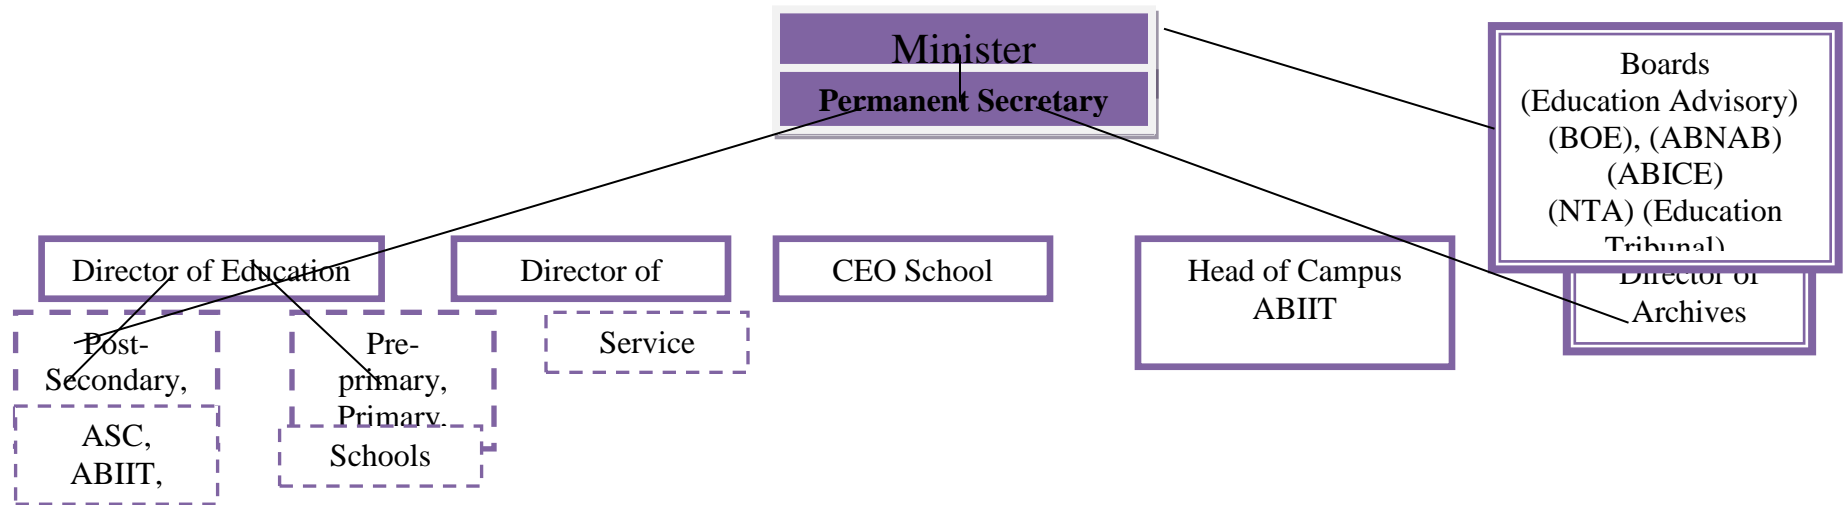 Minister
Permanent Secretary
Boards
(Education Advisory)
(BOE), (ABNAB)
(ABICE)
(NTA) (Education
Tribunal)
Director of Education
Director of
CEO School
Head of Campus
ABIIT
Director of
Archives
Post-
Secondary,
Pre-
primary,
Primary,
Service
ASC,
ABIIT,
Schools